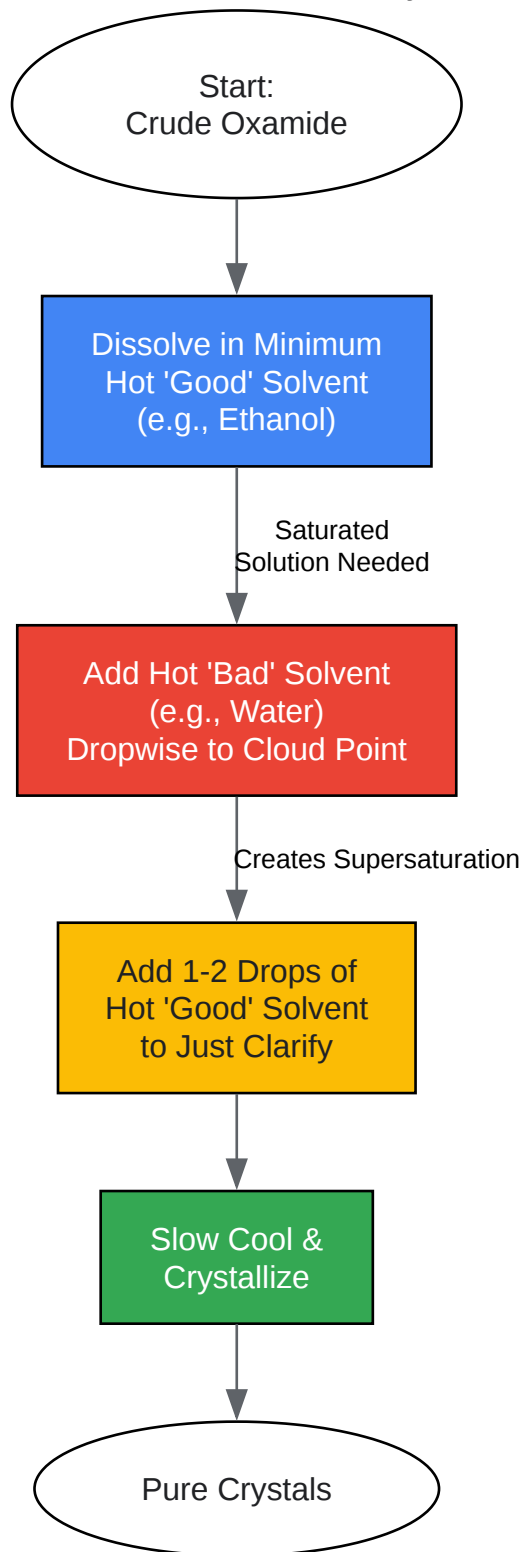 Start:
Crude Oxamide
Dissolve in Minimum
Hot 'Good' Solvent
(e.g., Ethanol)
Saturated
Solution Needed
Add Hot 'Bad' Solvent
(e.g., Water)
Dropwise to Cloud Point
Creates Supersaturation
Add 1-2 Drops of
Hot 'Good' Solvent
to Just Clarify
Slow Cool &
Crystallize
Pure Crystals